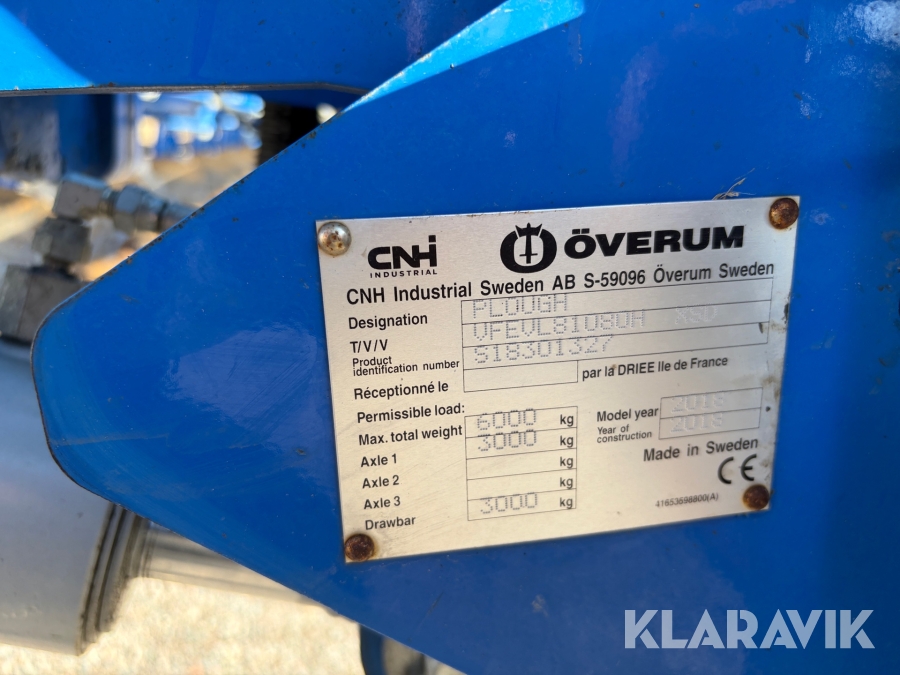 CNH
INDUSTRIAL
ÖVERUM
CNH Industrial Sweden AB S-59096 Överum Sweden
Designation PLOUGH
T/V/V VFEVL81080H X80
Product identification number S18301327
Réceptionné le par la DRIEE Ile de France
Permissible load:
Max. total weight 6000 kg
Axle 1 3000 kg
Axle 2 kg
Axle 3 kg
Drawbar 3000 kg
Model year 2018
Year of construction 2018
Made in Sweden
CE
41653698800(A)
KLARAVIK